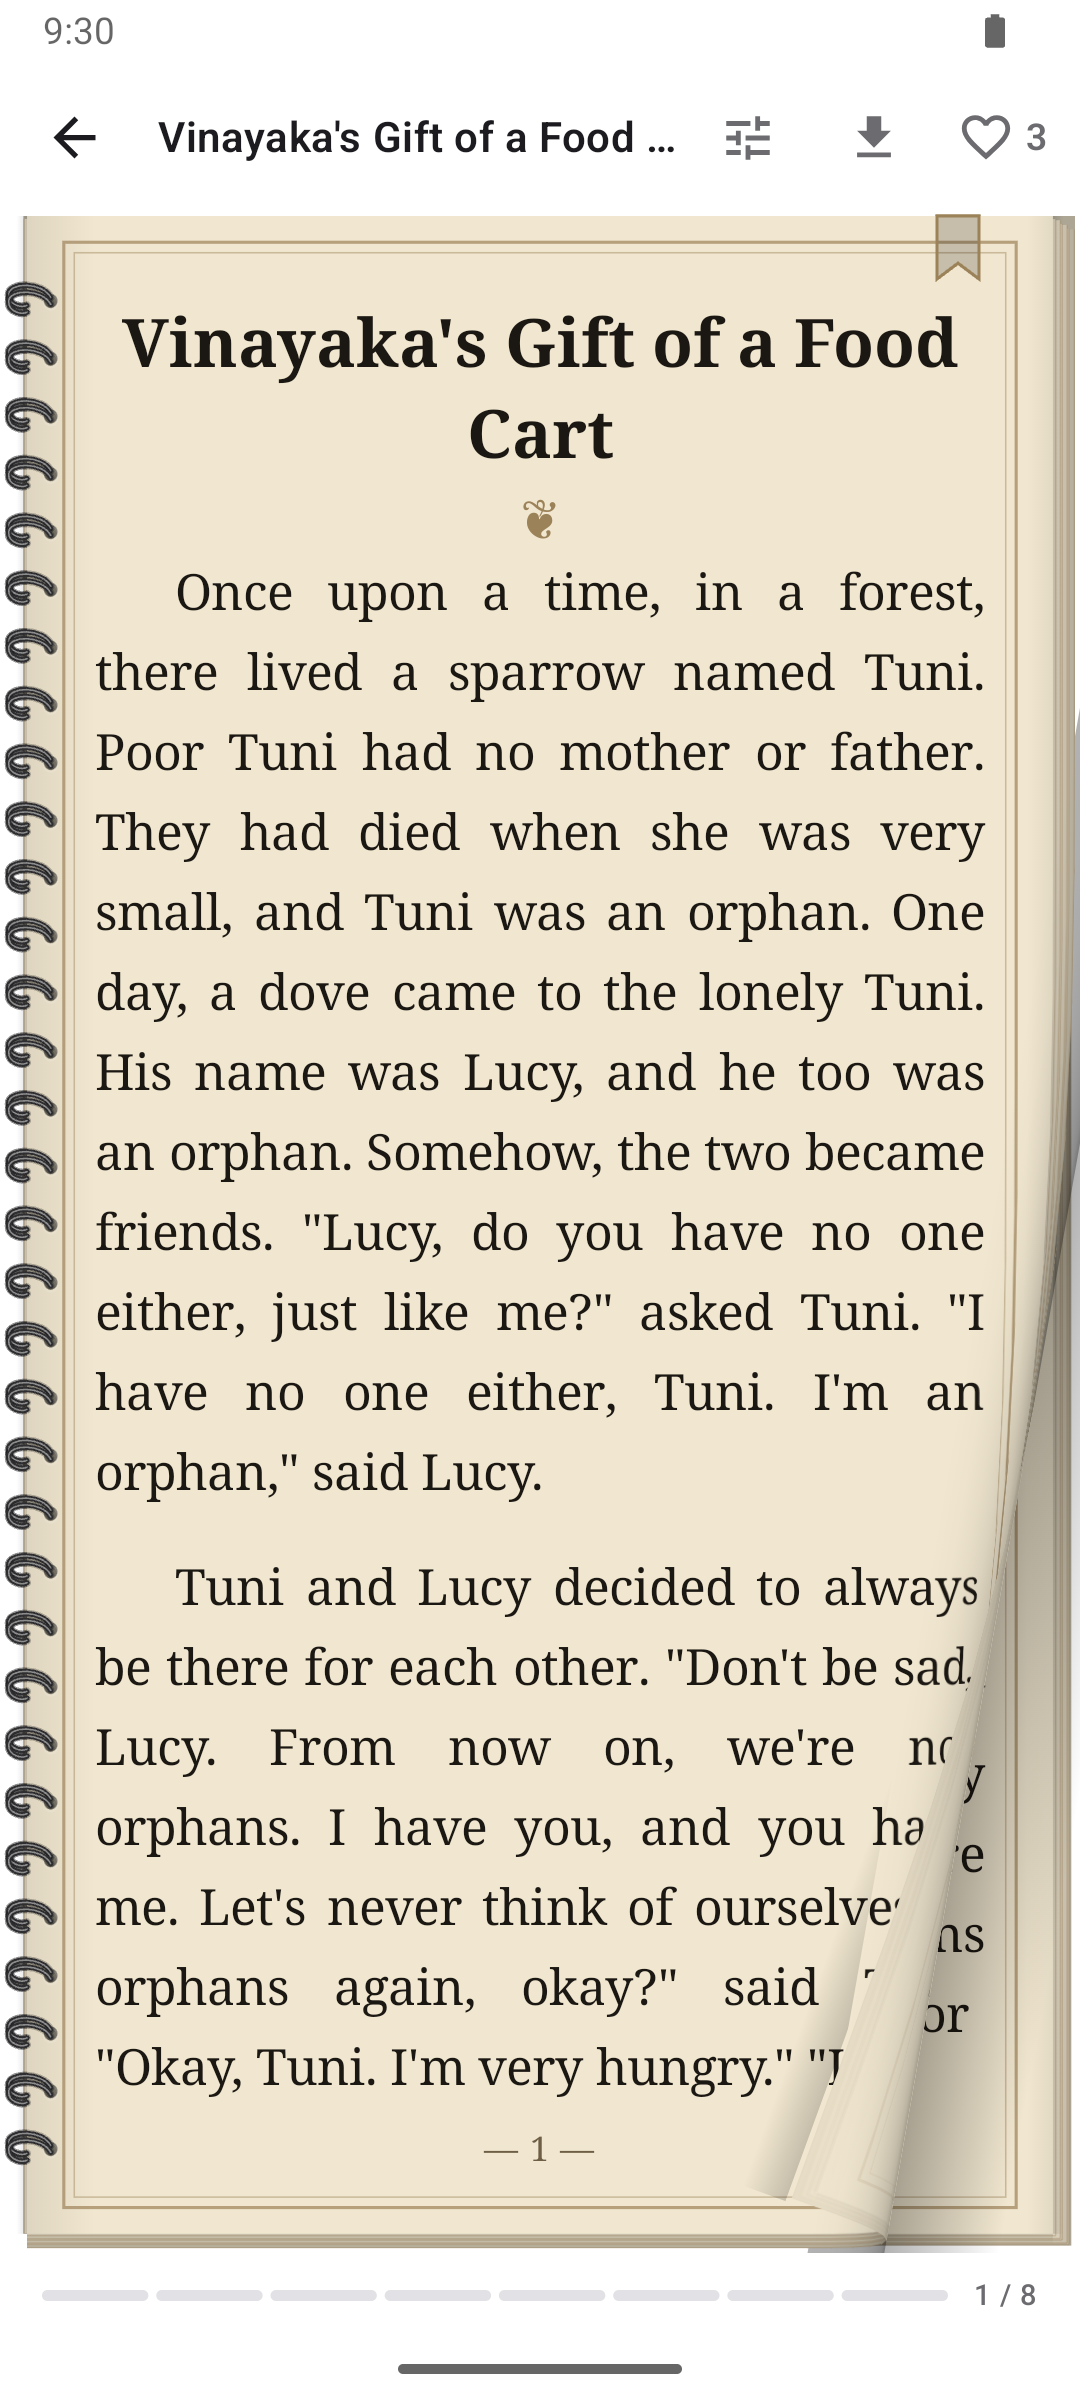 9:30
Vinayaka's Gift of a Food ...
3
Vinayaka's Gift of a Food
Cart
Once upon a time, in a forest,
there lived a sparrow named Tuni.
Poor Tuni had no mother or father.
They had died when she was very
small, and Tuni was an orphan. One
day, a dove came to the lonely Tuni.
His name was Lucy, and he too was
an orphan. Somehow, the two became
friends. "Lucy, do you have no one
either, just like me?" asked Tuni. "I
have no one either, Tuni. I'm an
orphan," said Lucy.
Tuni and Lucy decided to always
be there for each other. "Don't be sad,
Lucy. From now on, we're
orphans. I have you, and you
me. Let's never think of
orphans again, okay?" said
"Okay, Tuni. I'm very hungry."
— 1 —
1 / 8